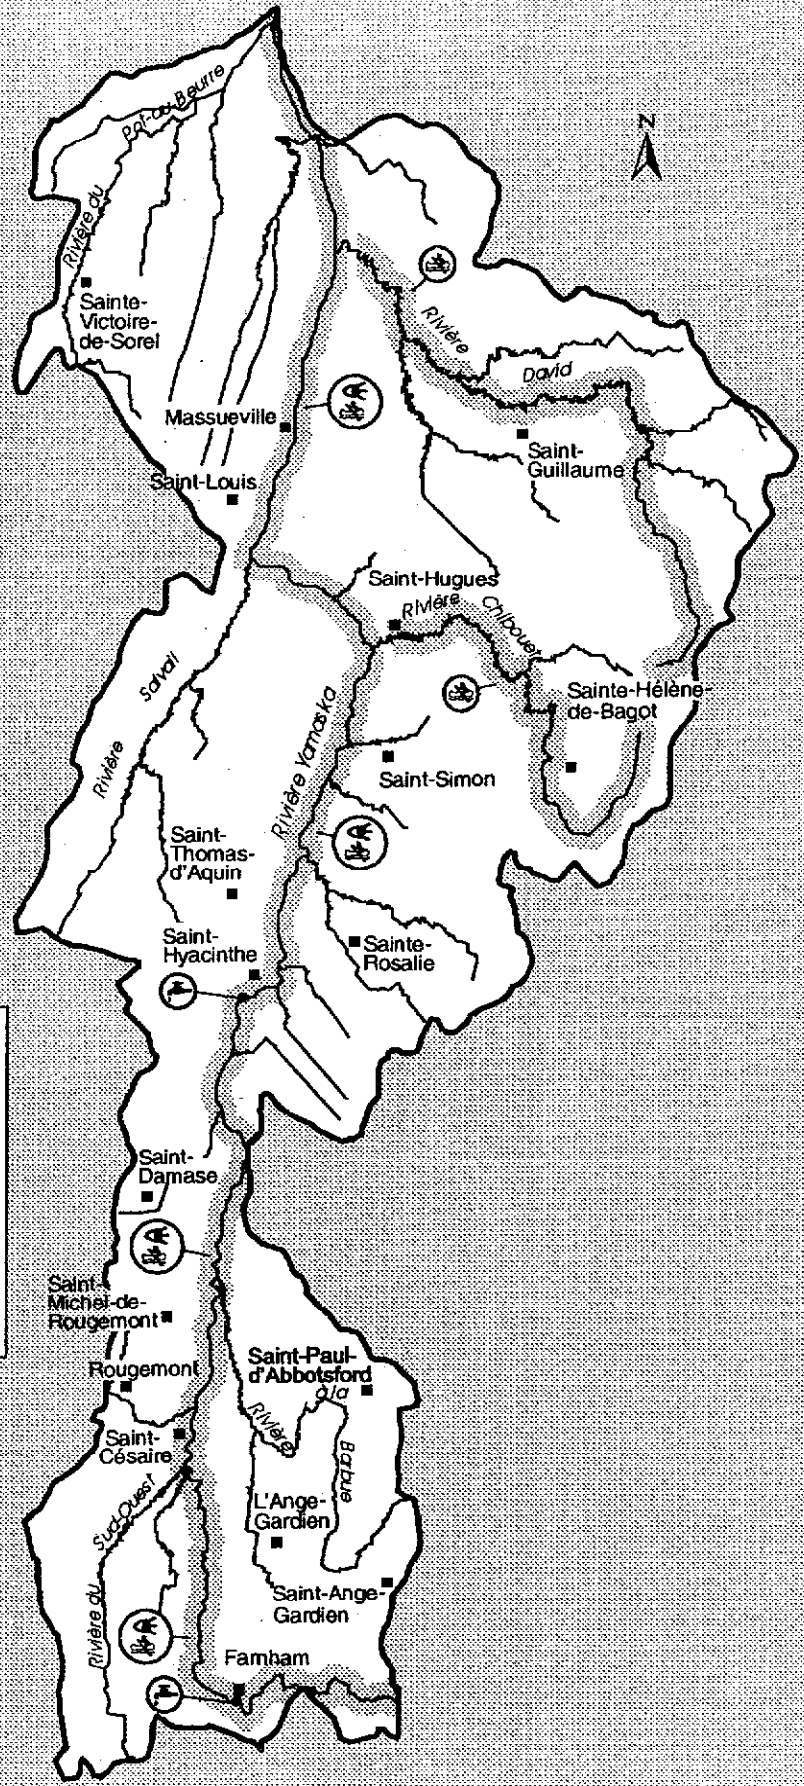 Rivière du
Pot-au-Beurre
N
Sainte-
Victoire-
de-Sorel
Rivière
David
Massueville
Saint-
Guillaume
Saint-Louis
Saint-Hugues
Rivière
Chibouet
Rivière
Salvail
Sainte-Hélène-
de-Bagot
Rivière Yamaska
Saint-Simon
Saint-
Thomas-
d'Aquin
Saint-
Hyacinthe
Sainte-
Rosalie
Saint-
Damase
Saint-
Michel-de-
Rougemont
Rougemont
Saint-Paul-
d'Abbotsford
Rivière
à la
Barbue
Saint-
Césaire
Rivière du
Sud-Ouest
L'Ange-
Gardien
Saint-Ange-
Gardien
Farnham